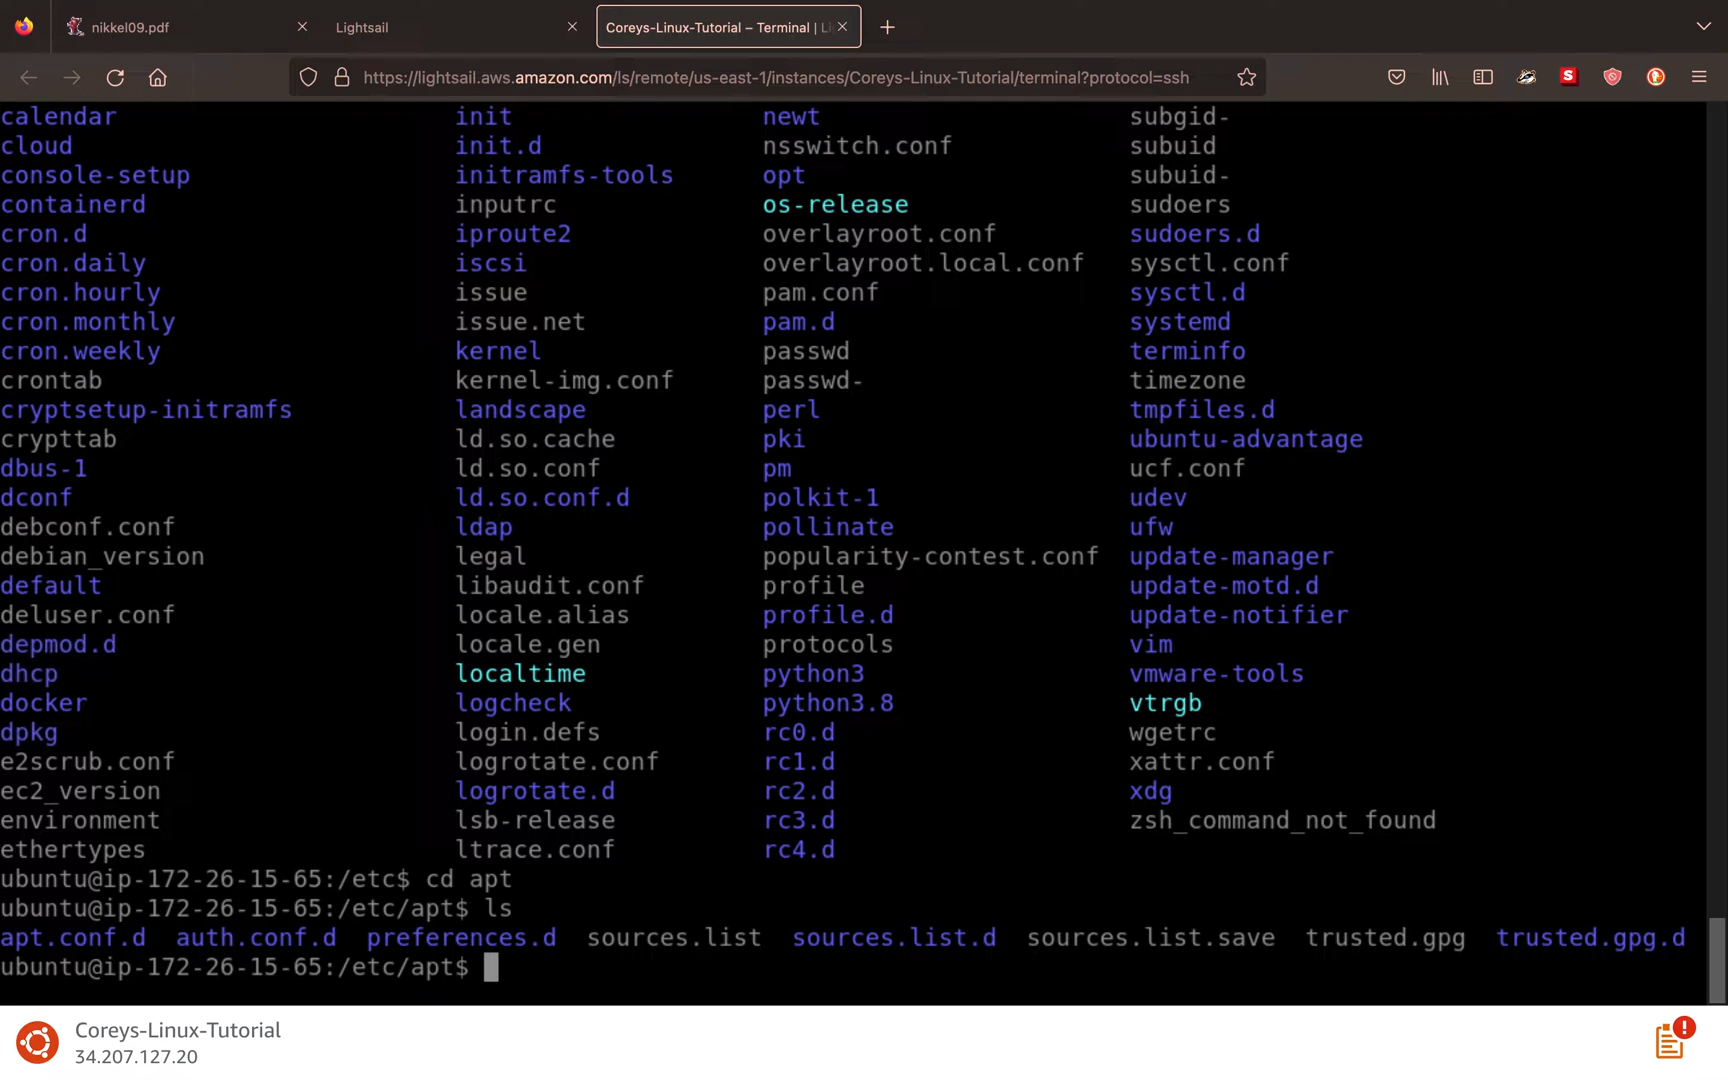 nikkel09.pdf Lightsail Coreys-Linux-Tutorial – Terminal | Li
https://lightsail.aws.amazon.com/ls/remote/us-east-1/instances/Coreys-Linux-Tutorial/terminal?protocol=ssh
calendar init newt subgid-
cloud init.d nsswitch.conf subuid
console-setup initramfs-tools opt subuid-
containerd inputrc os-release sudoers
cron.d iproute2 overlayroot.conf sudoers.d
cron.daily iscsi overlayroot.local.conf sysctl.conf
cron.hourly issue pam.conf sysctl.d
cron.monthly issue.net pam.d systemd
cron.weekly kernel passwd terminfo
crontab kernel-img.conf passwd- timezone
cryptsetup-initramfs landscape perl tmpfiles.d
crypttab ld.so.cache pki ubuntu-advantage
dbus-1 ld.so.conf pm ucf.conf
dconf ld.so.conf.d polkit-1 udev
debconf.conf ldap pollinate ufw
debian_version legal popularity-contest.conf update-manager
default libaudit.conf profile update-motd.d
deluser.conf locale.alias profile.d update-notifier
depmod.d locale.gen protocols vim
dhcp localtime python3 vmware-tools
docker logcheck python3.8 vtrgb
dpkg login.defs rc0.d wgetrc
e2scrub.conf logrotate.conf rc1.d xattr.conf
ec2_version logrotate.d rc2.d xdg
environment lsb-release rc3.d zsh_command_not_found
ethertypes ltrace.conf rc4.d
ubuntu@ip-172-26-15-65:/etc$ cd apt
ubuntu@ip-172-26-15-65:/etc/apt$ ls
apt.conf.d auth.conf.d preferences.d sources.list sources.list.d sources.list.save trusted.gpg trusted.gpg.d
ubuntu@ip-172-26-15-65:/etc/apt$
Coreys-Linux-Tutorial
34.207.127.20